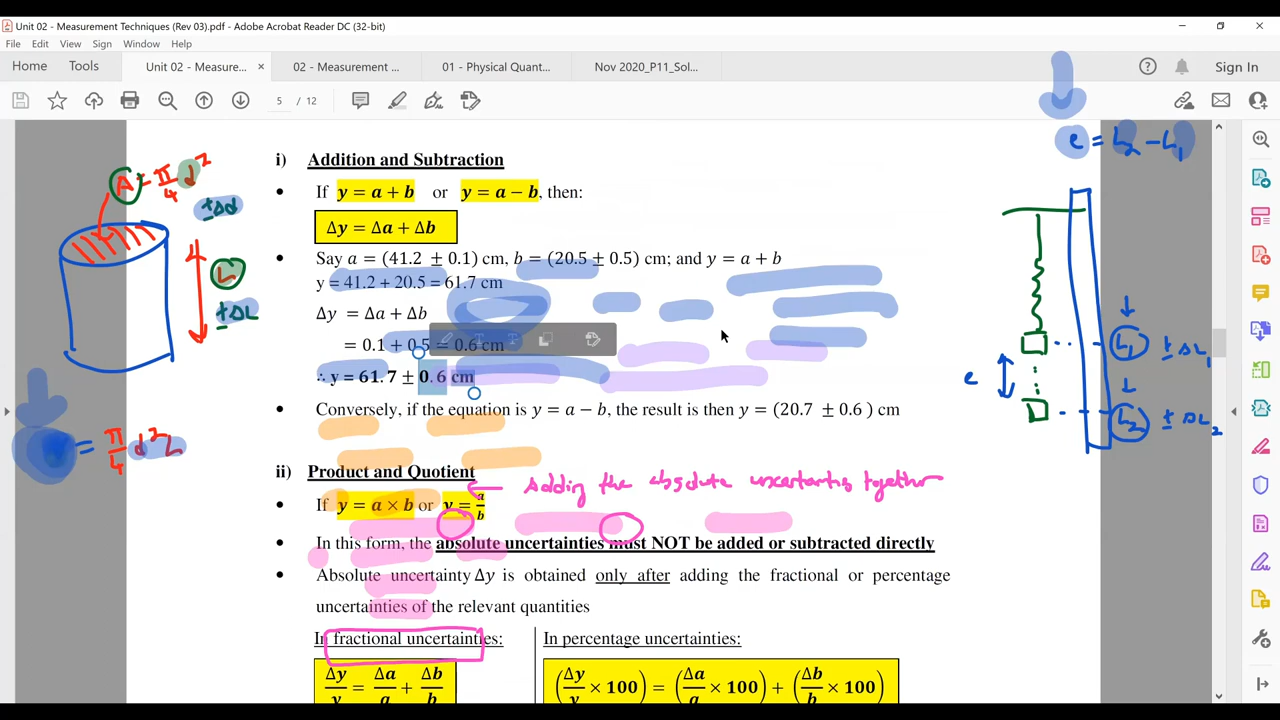 Unit 02 - Measurement Techniques (Rev 03).pdf - Adobe Acrobat Reader DC (32-bit)
File Edit View Sign Window Help
Home Tools Unit 02 - Measure... × 02 - Measurement ... 01 - Physical Quant... Nov 2020_P11_Sol... Sign In
5 / 12
e = L2 - L1
A = π/4 d²
±Δd
L
±ΔL
V = π/4 d²L
i) Addition and Subtraction
• If y = a + b or y = a − b, then:
Δy = Δa + Δb
• Say a = (41.2 ± 0.1) cm, b = (20.5 ± 0.5) cm; and y = a + b
y = 41.2 + 20.5 = 61.7 cm
Δy = Δa + Δb
= 0.1 + 0.5 = 0.6 cm
∴ y = 61.7 ± 0.6 cm
• Conversely, if the equation is y = a − b, the result is then y = (20.7 ± 0.6 ) cm
ii) Product and Quotient
Adding the absolute uncertainties together
• If y = a × b or y = a/b
• In this form, the absolute uncertainties must NOT be added or subtracted directly
• Absolute uncertainty Δy is obtained only after adding the fractional or percentage
uncertainties of the relevant quantities
In fractional uncertainties: In percentage uncertainties:
Δy/y = Δa/a + Δb/b (Δy/y × 100) = (Δa/a × 100) + (Δb/b × 100)
L1 ± ΔL1
e
L2 ± ΔL2